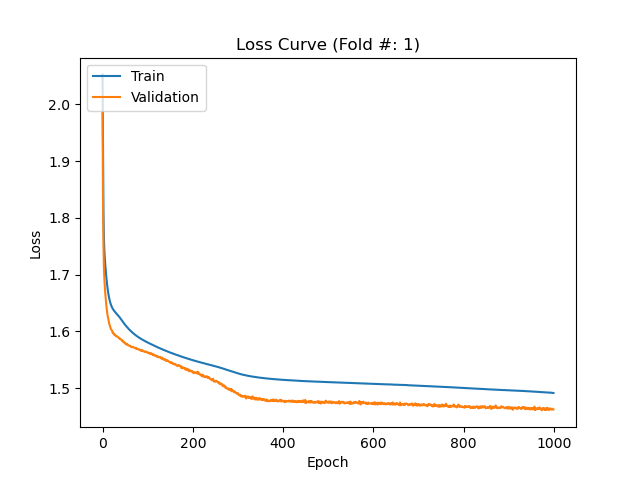 Loss Curve (Fold #: 1)
Train
Validation
2.0
1.9
1.8
1.7
1.6
1.5
Loss
0 200 400 600 800 1000
Epoch